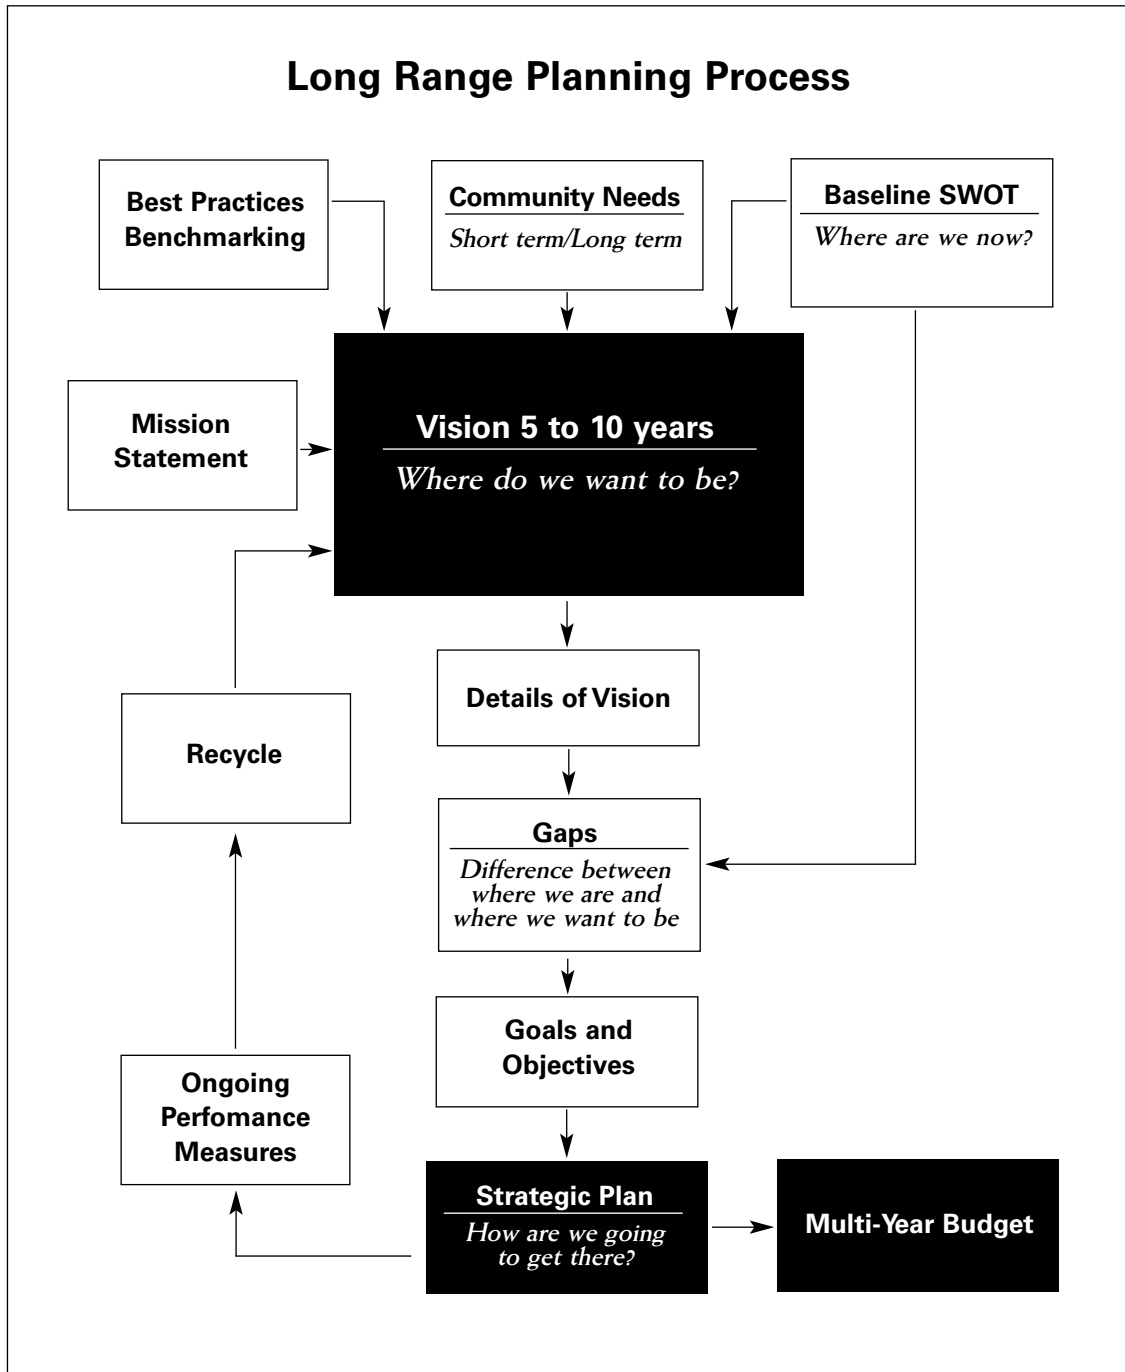 Long Range Planning Process
Best Practices
Benchmarking
Community Needs
Short term/Long term
Baseline SWOT
Where are we now?
Mission
Statement
Vision 5 to 10 years
Where do we want to be?
Details of Vision
Recycle
Gaps
Difference between
where we are and
where we want to be
Goals and
Objectives
Ongoing
Perfomance
Measures
Strategic Plan
How are we going
to get there?
Multi-Year Budget